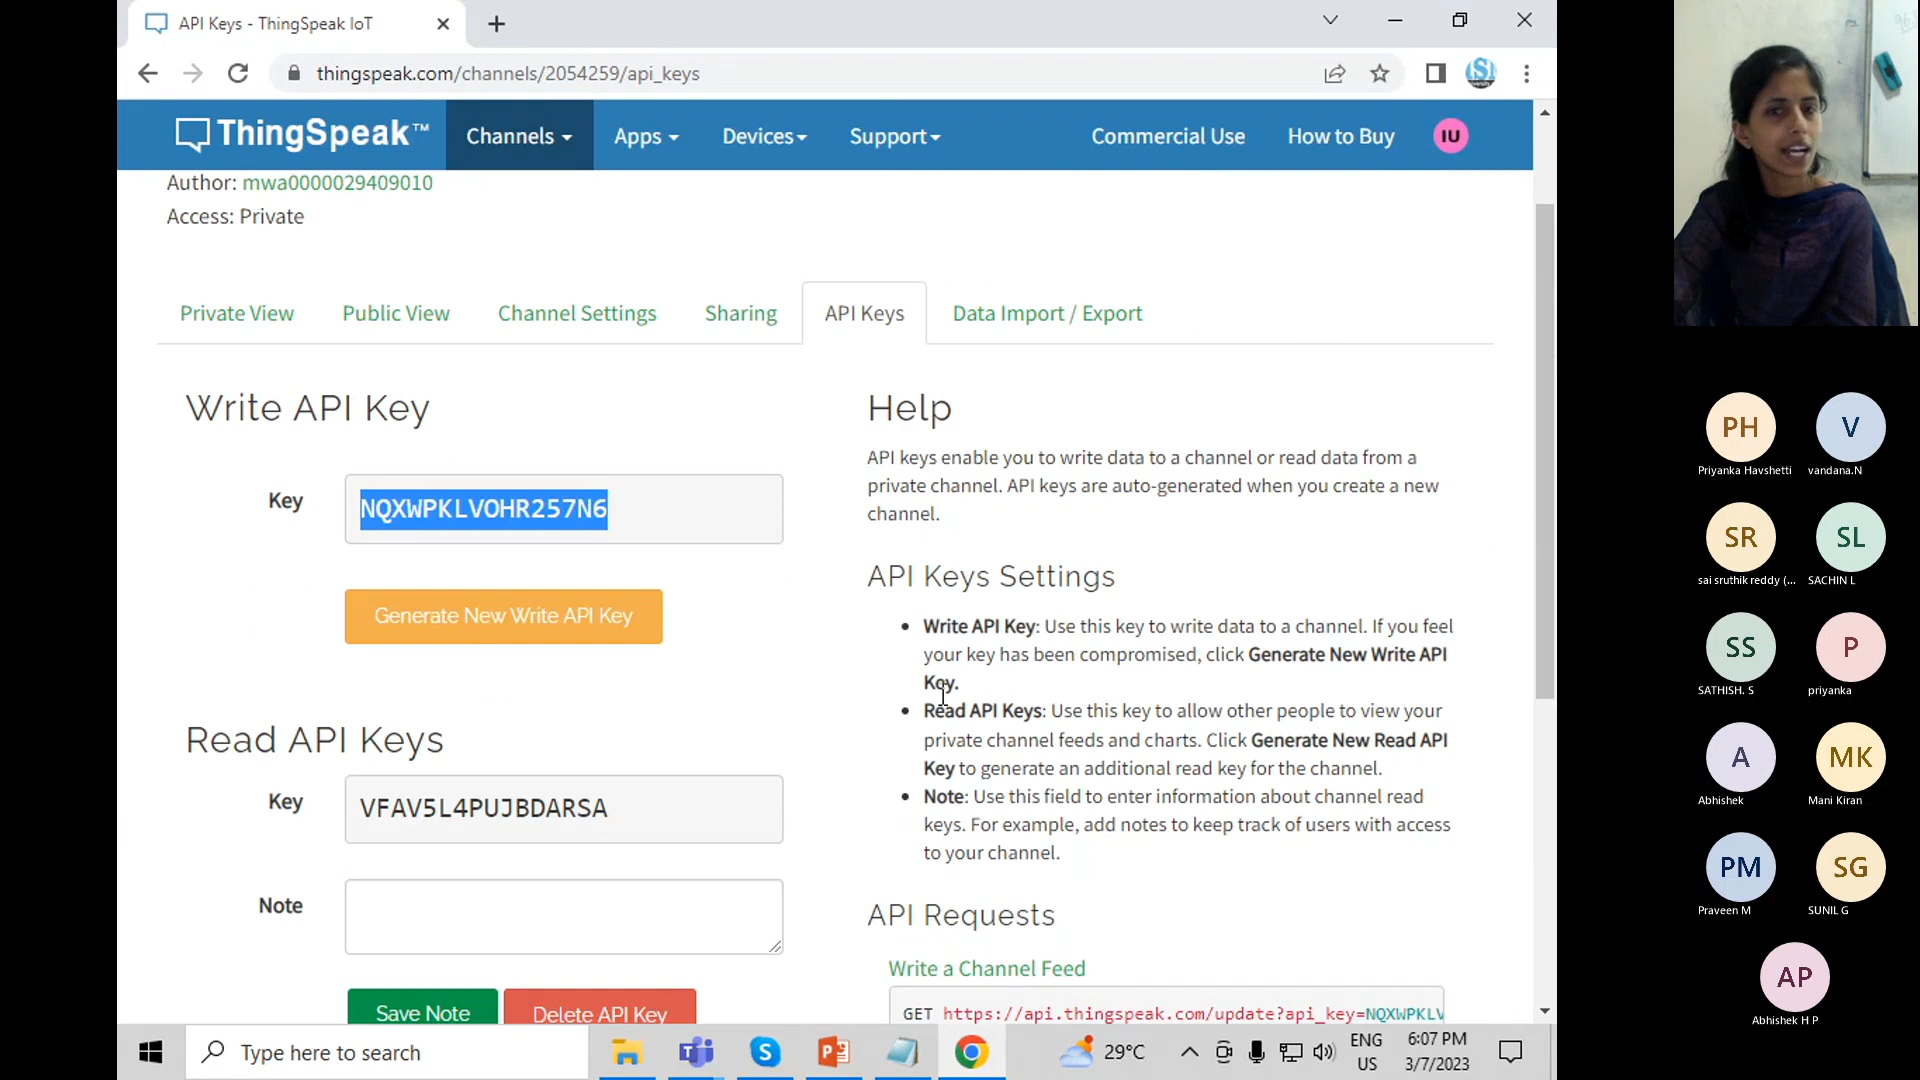 API Keys - ThingSpeak IoT
thingspeak.com/channels/2054259/api_keys
ThingSpeak™
Channels
Apps
Devices
Support
Commercial Use
How to Buy
IU
Author: mwa0000029409010
Access: Private
Private View
Public View
Channel Settings
Sharing
API Keys
Data Import / Export
Write API Key
Key
NQXWPKLVOHR257N6
Generate New Write API Key
Read API Keys
Key
VFAV5L4PUJBDARSA
Note
Save Note
Delete API Key
Help
API keys enable you to write data to a channel or read data from a
private channel. API keys are auto-generated when you create a new
channel.
API Keys Settings
Write API Key: Use this key to write data to a channel. If you feel
your key has been compromised, click Generate New Write API
Key.
Read API Keys: Use this key to allow other people to view your
private channel feeds and charts. Click Generate New Read API
Key to generate an additional read key for the channel.
Note: Use this field to enter information about channel read
keys. For example, add notes to keep track of users with access
to your channel.
API Requests
Write a Channel Feed
GET https://api.thingspeak.com/update?api_key=NQXWPKLV
Type here to search
29°C
ENG
US
6:07 PM
3/7/2023
PH
Priyanka Havshetti
V
vandana.N
SR
sai sruthik reddy (...
SL
SACHIN L
SS
SATHISH. S
P
priyanka
A
Abhishek
MK
Mani Kiran
PM
Praveen M
SG
SUNIL G
AP
Abhishek H P